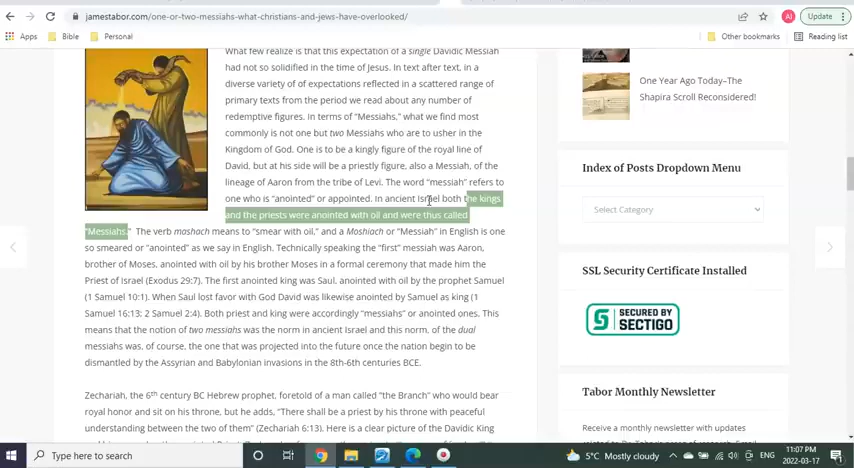 jamestabor.com/one-or-two-messiahs-what-christians-and-jews-have-overlooked/
Update
Apps
Bible
Personal
Other bookmarks
Reading list
What few realize is that this expectation of a single Davidic Messiah
had not so solidified in the time of Jesus. In text after text, in a
diverse variety of of expectations reflected in a scattered range of
primary texts from the period we read about any number of
redemptive figures. In terms of "Messiahs," what we find most
commonly is not one but two Messiahs who are to usher in the
Kingdom of God. One is to be a kingly figure of the royal line of
David, but at his side will be a priestly figure, also a Messiah, of the
lineage of Aaron from the tribe of Levi. The word "messiah" refers to
one who is "anointed" or appointed. In ancient Israel both the kings
and the priests were anointed with oil and were thus called
"Messiahs." The verb mashach means to "smear with oil," and a Moshiach or "Messiah" in English is one
so smeared or "anointed" as we say in English. Technically speaking the "first" messiah was Aaron,
brother of Moses, anointed with oil by his brother Moses in a formal ceremony that made him the
Priest of Israel (Exodus 29:7). The first anointed king was Saul, anointed with oil by the prophet Samuel
(1 Samuel 10:1). When Saul lost favor with God David was likewise anointed by Samuel as king (1
Samuel 16:13; 2 Samuel 2:4). Both priest and king were accordingly "messiahs" or anointed ones. This
means that the notion of two messiahs was the norm in ancient Israel and this norm, of the dual
messiahs was, of course, the one that was projected into the future once the nation begin to be
dismantled by the Assyrian and Babylonian invasions in the 8th-6th centuries BCE.
Zechariah, the 6th century BC Hebrew prophet, foretold of a man called "the Branch" who would bear
royal honor and sit on his throne, but he adds, "There shall be a priest by his throne with peaceful
understanding between the two of them" (Zechariah 6:13). Here is a clear picture of the Davidic King
One Year Ago Today–The
Shapira Scroll Reconsidered!
Index of Posts Dropdown Menu
Select Category
SSL Security Certificate Installed
SECURED BY
SECTIGO
Tabor Monthly Newsletter
Receive a monthly newsletter with updates
Type here to search
5°C Mostly cloudy
ENG
11:07 PM
2022-03-17